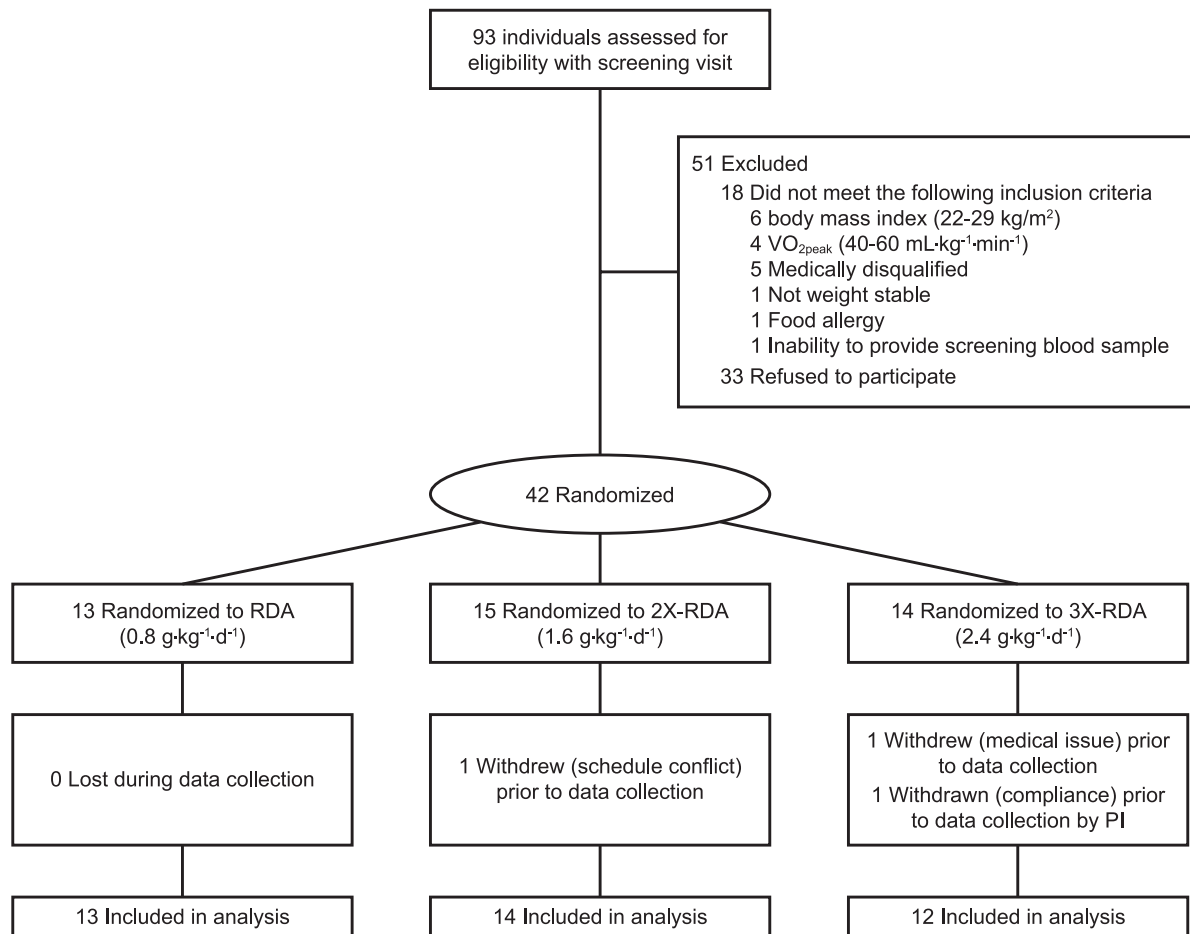 93 individuals assessed for
eligibility with screening visit
51 Excluded
18 Did not meet the following inclusion criteria
6 body mass index (22-29 kg/m²)
4 VO₂peak (40-60 mL·kg⁻¹·min⁻¹)
5 Medically disqualified
1 Not weight stable
1 Food allergy
1 Inability to provide screening blood sample
33 Refused to participate
42 Randomized
13 Randomized to RDA
(0.8 g·kg⁻¹·d⁻¹)
15 Randomized to 2X-RDA
(1.6 g·kg⁻¹·d⁻¹)
14 Randomized to 3X-RDA
(2.4 g·kg⁻¹·d⁻¹)
0 Lost during data collection
1 Withdrew (schedule conflict)
prior to data collection
1 Withdrew (medical issue) prior
to data collection
1 Withdrawn (compliance) prior
to data collection by PI
13 Included in analysis
14 Included in analysis
12 Included in analysis